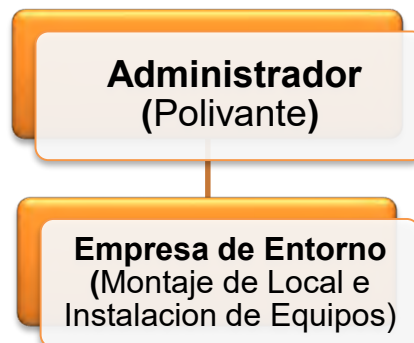 Administrador
(Polivante)
Empresa de Entorno
(Montaje de Local e
Instalacion de Equipos)